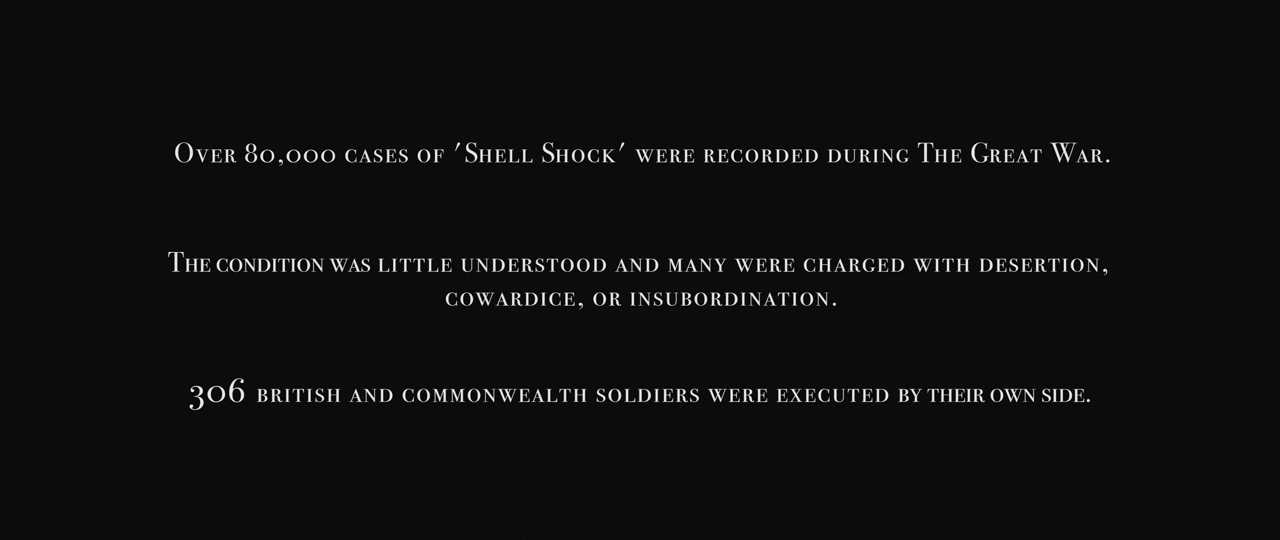 Over 80,000 cases of 'Shell Shock' were recorded during The Great War.
The condition was little understood and many were charged with desertion,
cowardice, or insubordination.
306 british and commonwealth soldiers were executed by their own side.